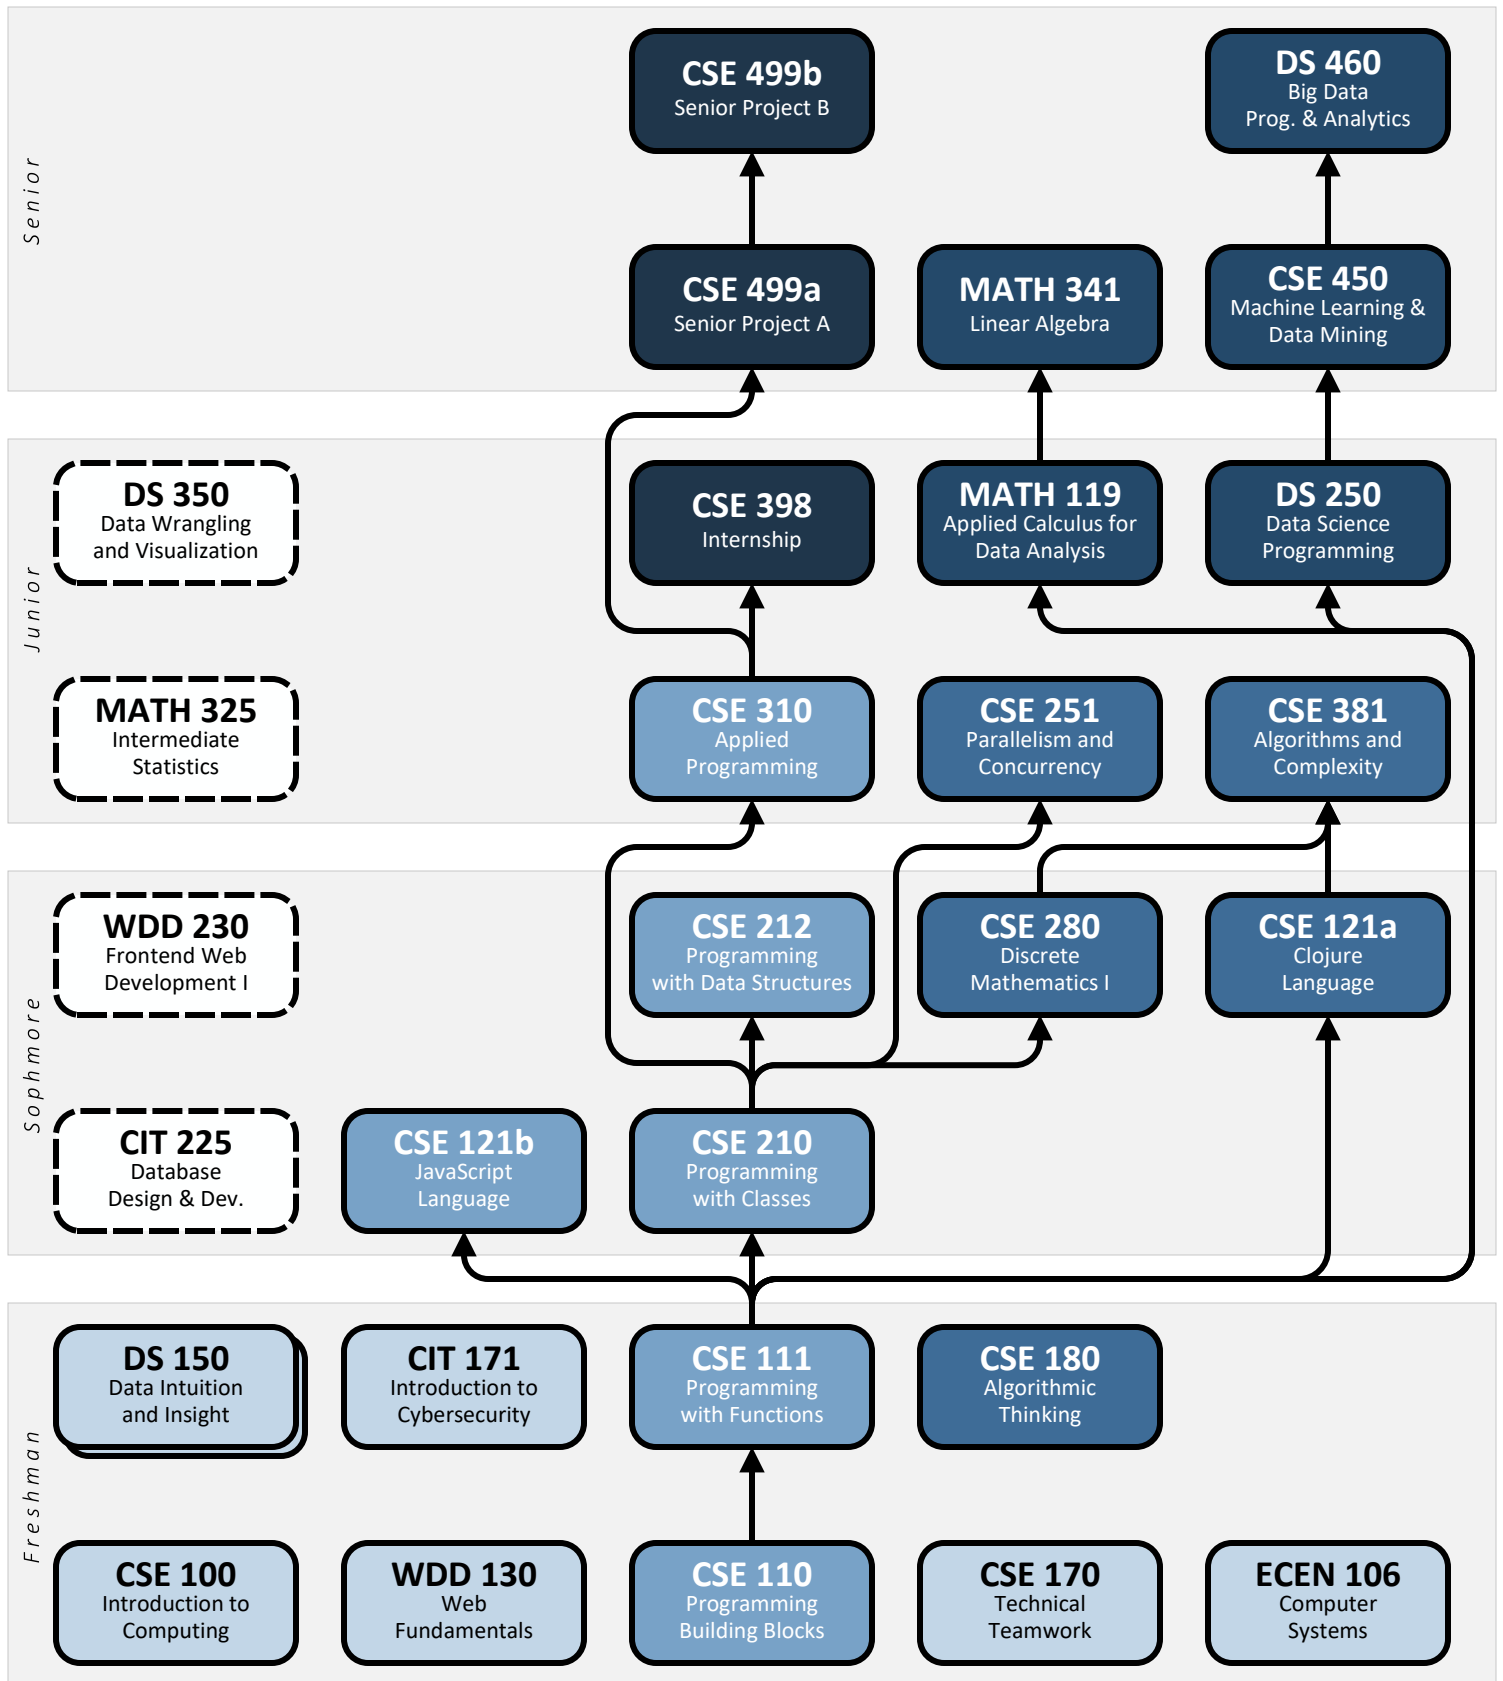 Senior
CSE 499b
Senior Project B
DS 460
Big Data
Prog. & Analytics
CSE 499a
Senior Project A
MATH 341
Linear Algebra
CSE 450
Machine Learning &
Data Mining
Junior
DS 350
Data Wrangling
and Visualization
CSE 398
Internship
MATH 119
Applied Calculus for
Data Analysis
DS 250
Data Science
Programming
MATH 325
Intermediate
Statistics
CSE 310
Applied
Programming
CSE 251
Parallelism and
Concurrency
CSE 381
Algorithms and
Complexity
Sophmore
WDD 230
Frontend Web
Development I
CSE 212
Programming
with Data Structures
CSE 280
Discrete
Mathematics I
CSE 121a
Clojure
Language
CIT 225
Database
Design & Dev.
CSE 121b
JavaScript
Language
CSE 210
Programming
with Classes
Freshman
DS 150
Data Intuition
and Insight
CIT 171
Introduction to
Cybersecurity
CSE 111
Programming
with Functions
CSE 180
Algorithmic
Thinking
CSE 100
Introduction to
Computing
WDD 130
Web
Fundamentals
CSE 110
Programming
Building Blocks
CSE 170
Technical
Teamwork
ECEN 106
Computer
Systems